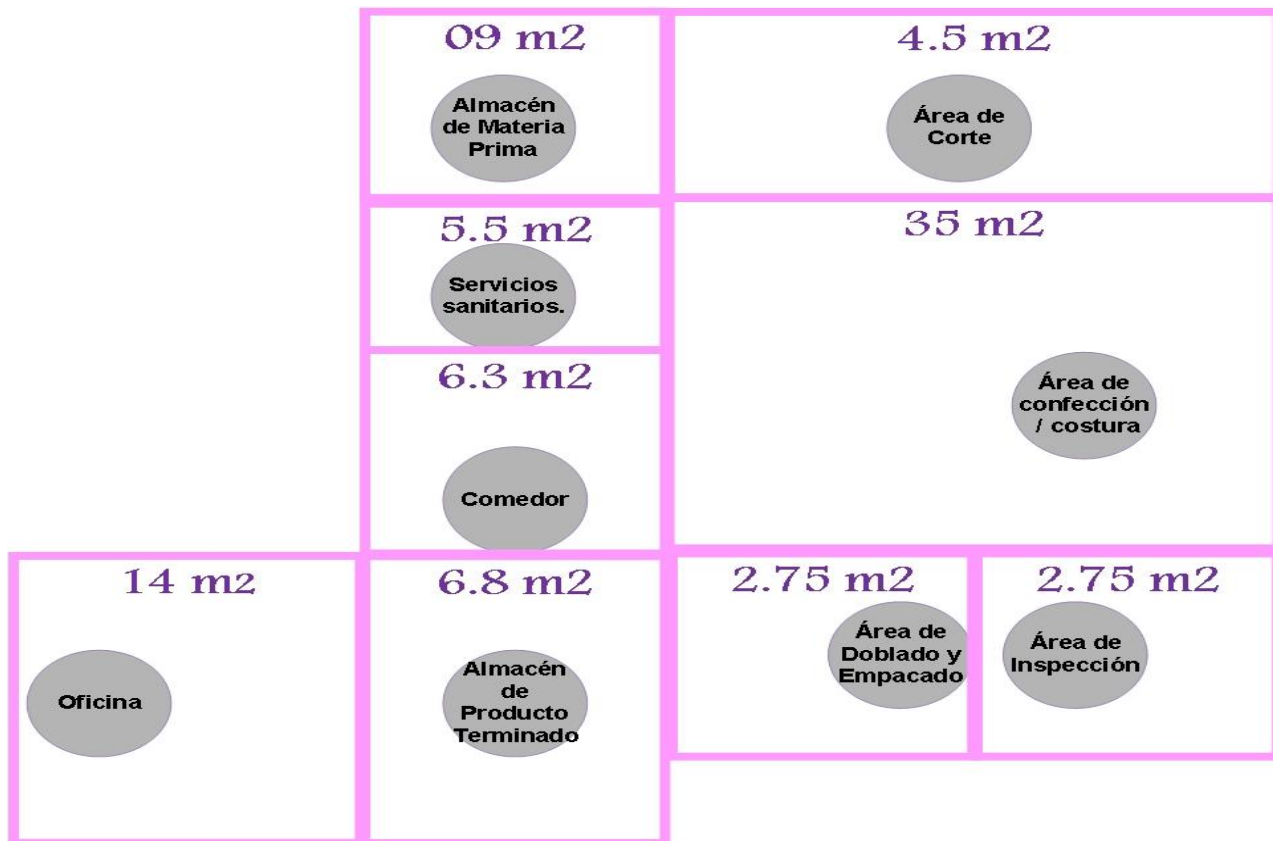 09 m2
Almacén
de Materia
Prima
4.5 m2
Área de
Corte
5.5 m2
Servicios
sanitarios.
35 m2
Área de
confección
/ costura
6.3 m2
Comedor
14 m2
Oficina
6.8 m2
Almacén
de
Producto
Terminado
2.75 m2
Área de
Doblado y
Empacado
2.75 m2
Área de
Inspección